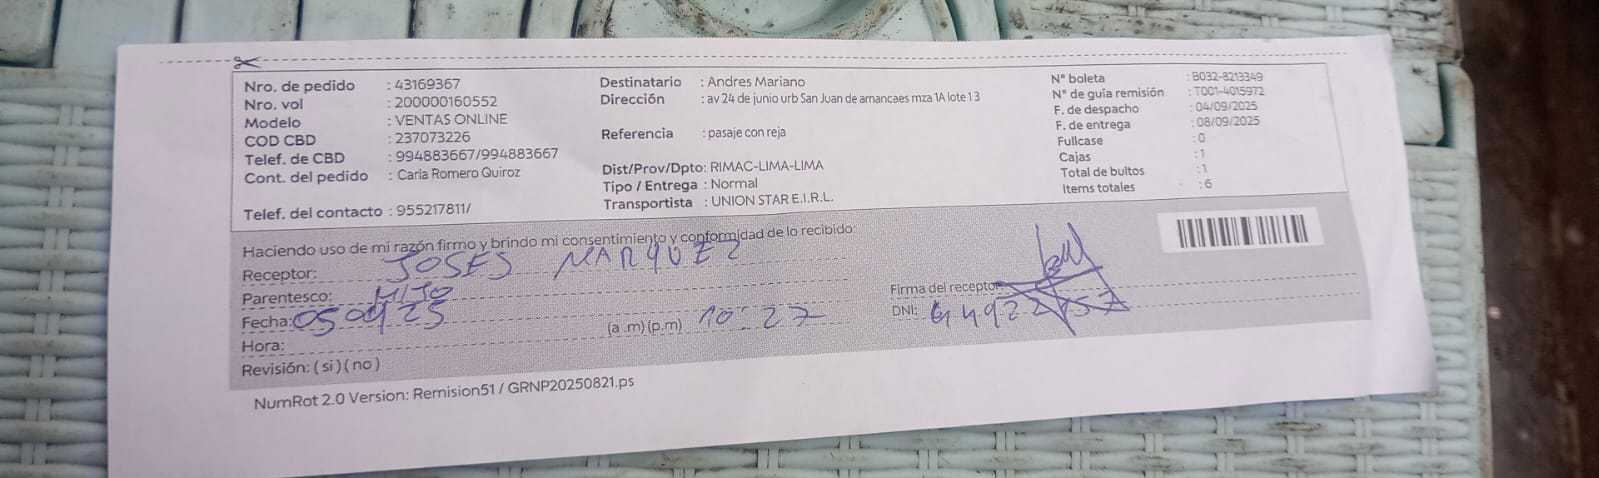 Nro. de pedido : 43169367
Nro. vol : 200000160552
Modelo : VENTAS ONLINE
COD CBD : 237073226
Telef. de CBD : 994883667/994883667
Cont. del pedido : Carla Romero Quiroz
Telef. del contacto : 955217811/
Destinatario : Andres Mariano
Dirección : av 24 de junio urb San Juan de amancaes mza 1A lote 13
Referencia : pasaje con reja
Dist/Prov/Dpto: RIMAC-LIMA-LIMA
Tipo / Entrega : Normal
Transportista : UNION STAR E.I.R.L.
N° boleta : B032-8213349
N° de guía remisión : T001-4015972
F. de despacho : 04/09/2025
F. de entrega : 08/09/2025
Fullcase : 0
Cajas : 1
Total de bultos : 1
Items totales : 6
Haciendo uso de mi razón firmo y brindo mi consentimiento y conformidad de lo recibido:
Receptor: JOSES MARQUEZ
Parentesco: HIJO
Fecha: 050925
Hora: (a.m)(p.m) 10:27
Revisión: ( si ) ( no )
Firma del receptor
DNI:
NumRot 2.0 Version: Remision51 / GRNP20250821.ps